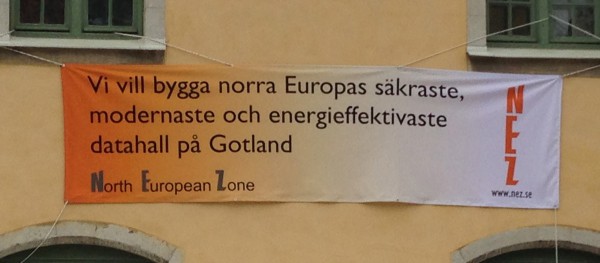 Vi vill bygga norra Europas säkraste,
modernaste och energieffektivaste
datahall på Gotland
North European Zone
NEZ
www.nez.se